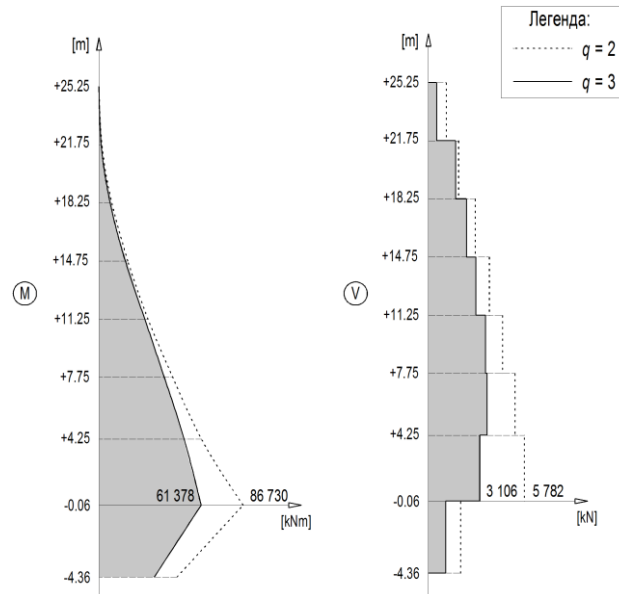 Легенда:
q = 2
q = 3
[m]
+25.25
+21.75
+18.25
+14.75
+11.25
+7.75
+4.25
-0.06
-4.36
M
61 378
86 730
[kNm]
[m]
+25.25
+21.75
+18.25
+14.75
+11.25
+7.75
+4.25
-0.06
-4.36
V
3 106
5 782
[kN]